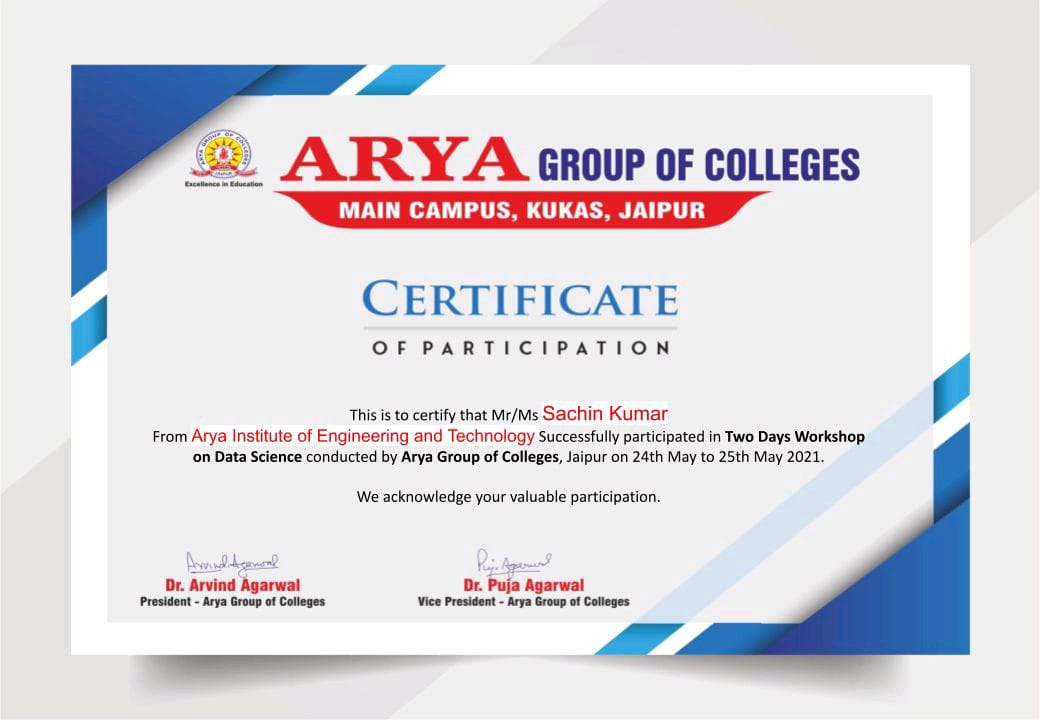 ARYA GROUP OF COLLEGES
JAIPUR
Excellence in Education
ARYA GROUP OF COLLEGES
MAIN CAMPUS, KUKAS, JAIPUR
CERTIFICATE
OF PARTICIPATION
This is to certify that Mr/Ms Sachin Kumar
From Arya Institute of Engineering and Technology Successfully participated in Two Days Workshop
on Data Science conducted by Arya Group of Colleges, Jaipur on 24th May to 25th May 2021.
We acknowledge your valuable participation.
Arvind Agarwal
Puja Agarwal
Dr. Arvind Agarwal
Dr. Puja Agarwal
President - Arya Group of Colleges
Vice President - Arya Group of Colleges